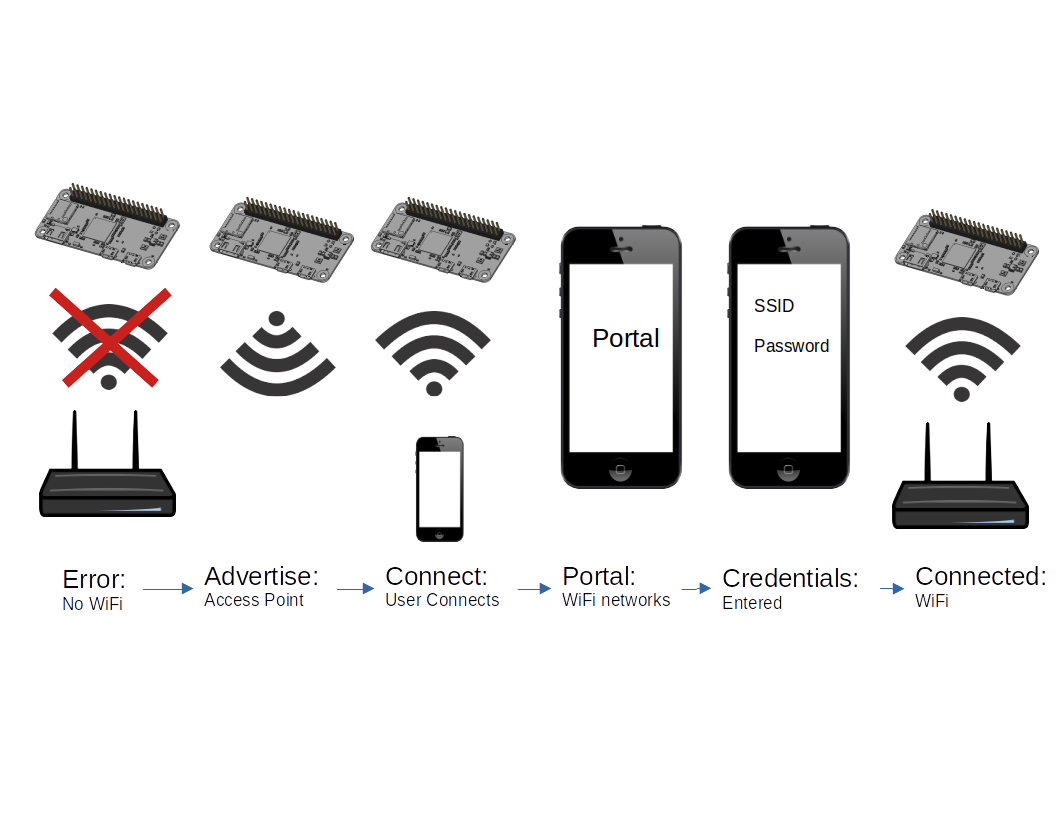 Portal
SSID
Password
Error:
No WiFi
Advertise:
Access Point
Connect:
User Connects
Portal:
WiFi networks
Credentials:
Entered
Connected:
WiFi